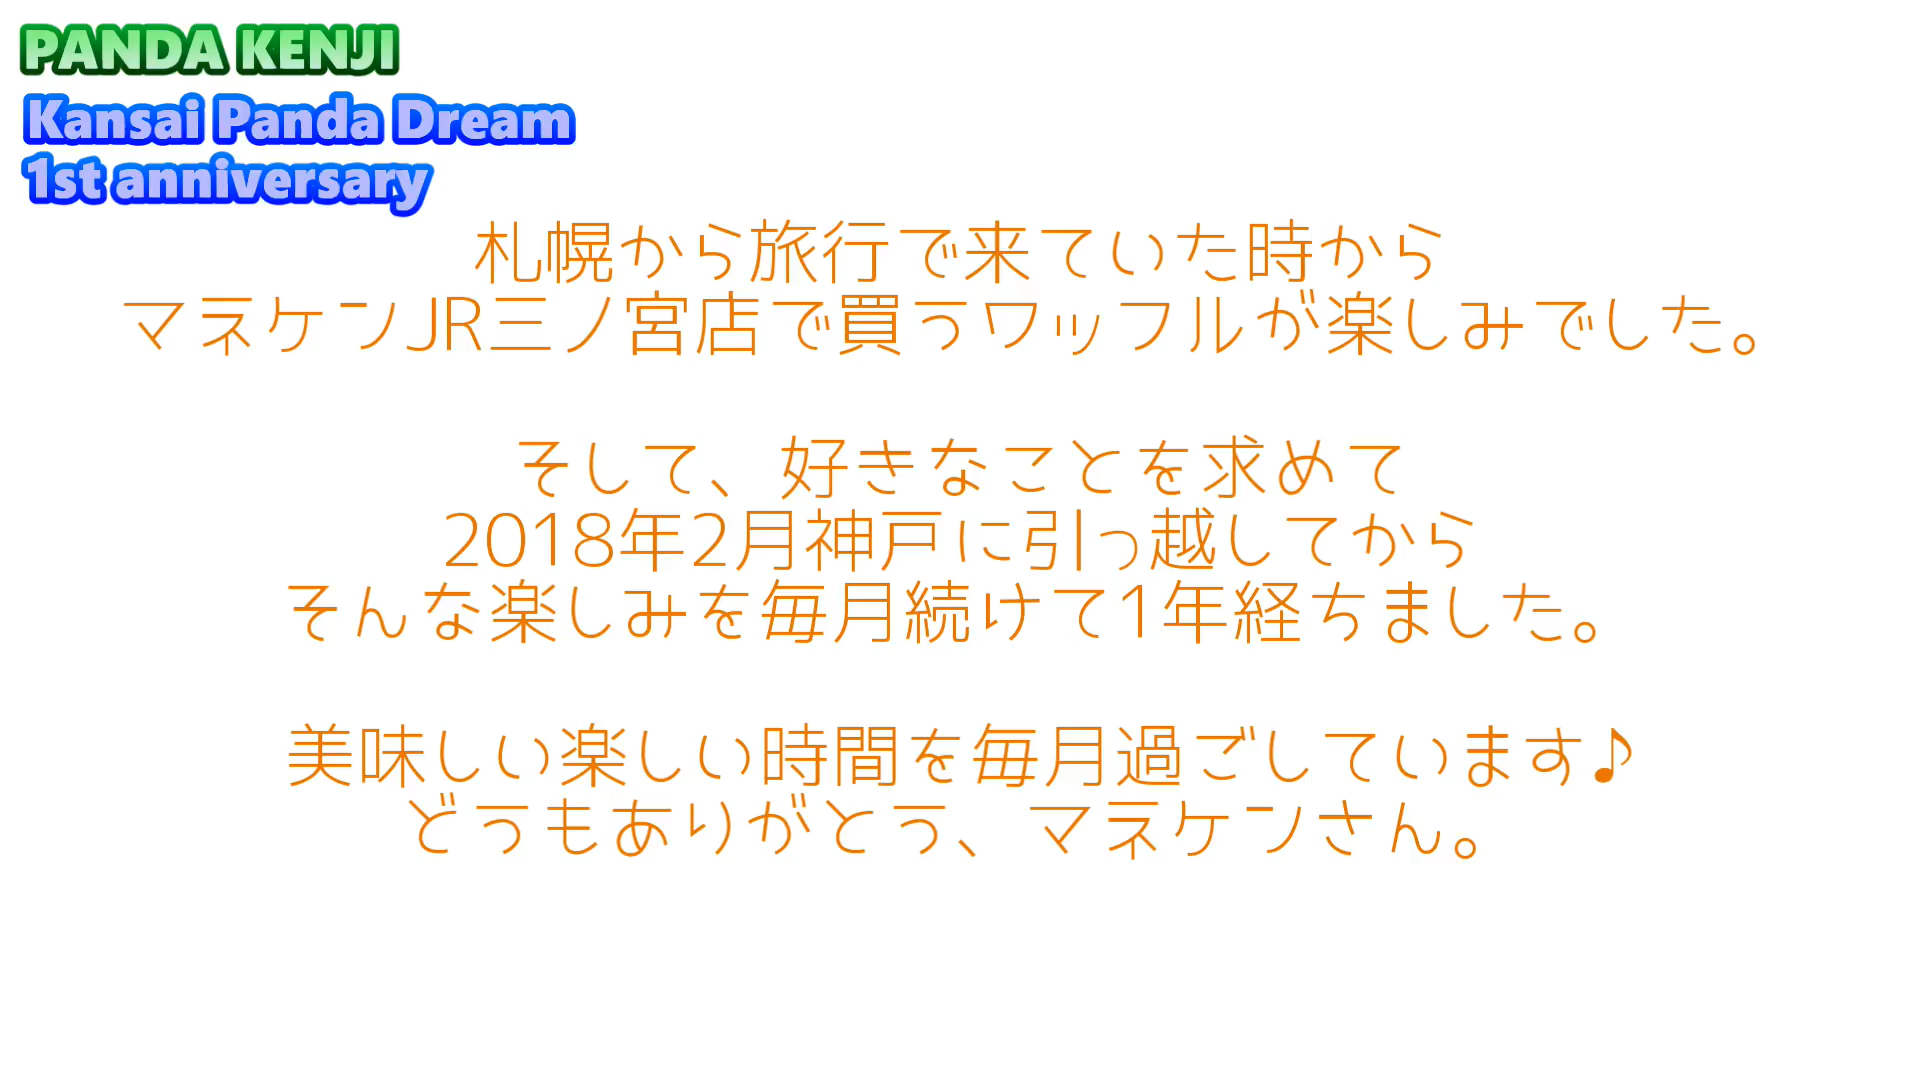 PANDA KENJI
Kansai Panda Dream
1st anniversary
札幌から旅行で来ていた時から
マネケンJR三ノ宮店で買うワッフルが楽しみでした。
そして、好きなことを求めて
2018年2月神戸に引っ越してから
そんな楽しみを毎月続けて1年経ちました。
美味しい楽しい時間を毎月過ごしています♪
どうもありがとう、マネケンさん。